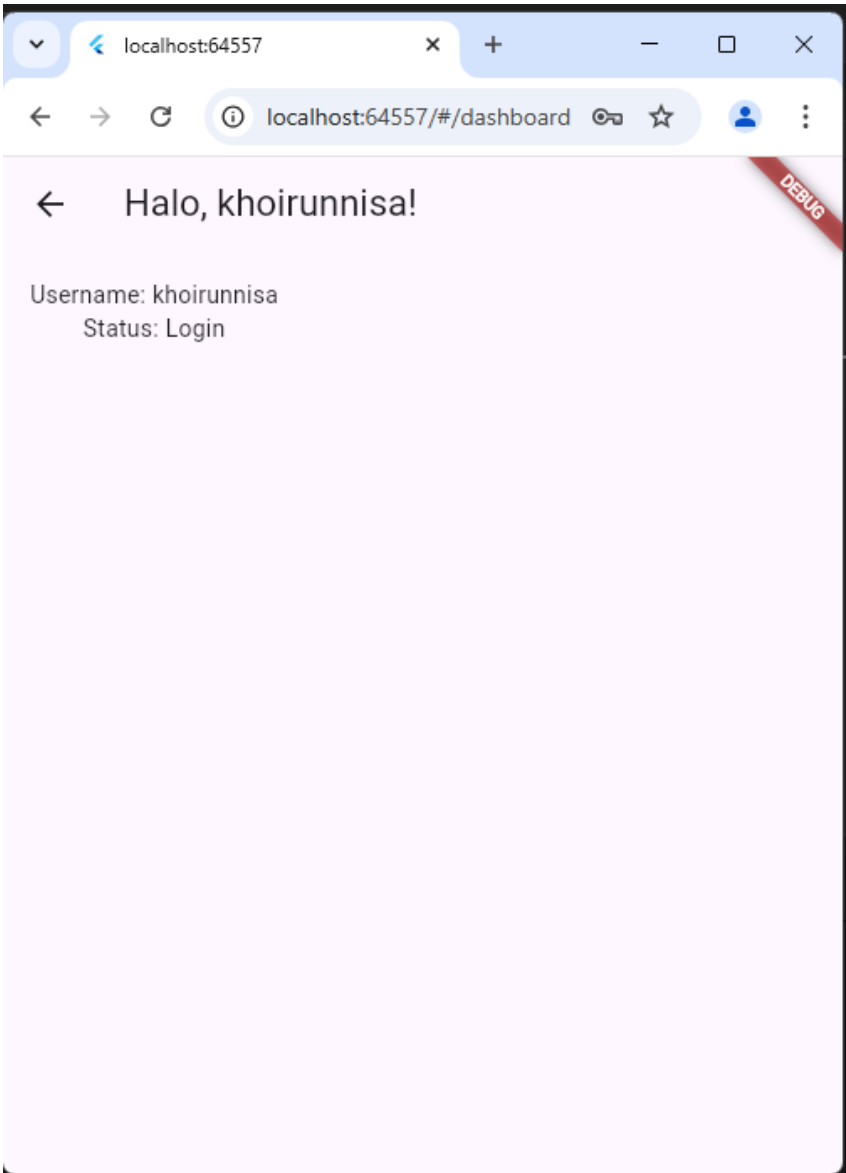 localhost:64557
localhost:64557/#/dashboard
Halo, khoirunnisa!
DEBUG
Username: khoirunnisa
Status: Login